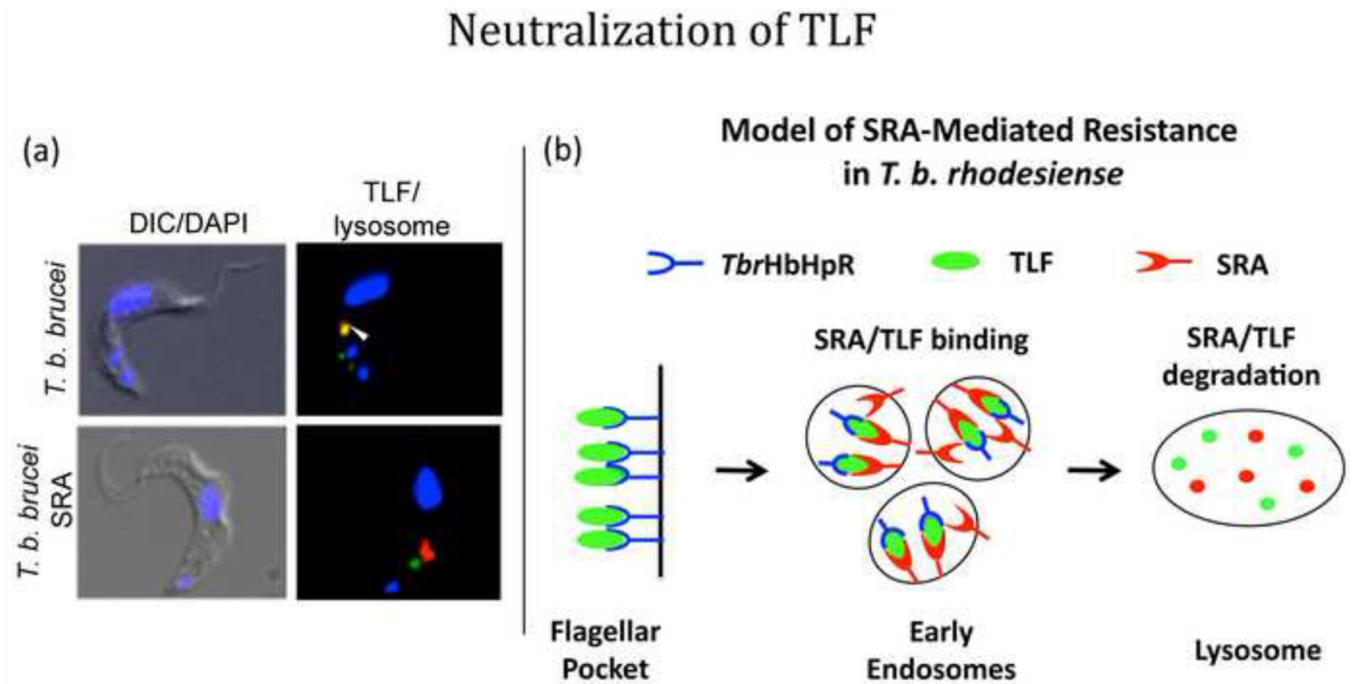 Neutralization of TLF
(a)
DIC/DAPI
TLF/
lysosome
T. b. brucei
T. b. brucei
SRA
(b)
Model of SRA-Mediated Resistance
in T. b. rhodesiense
TbrHbHpR
TLF
SRA
SRA/TLF binding
SRA/TLF
degradation
Flagellar
Pocket
Early
Endosomes
Lysosome